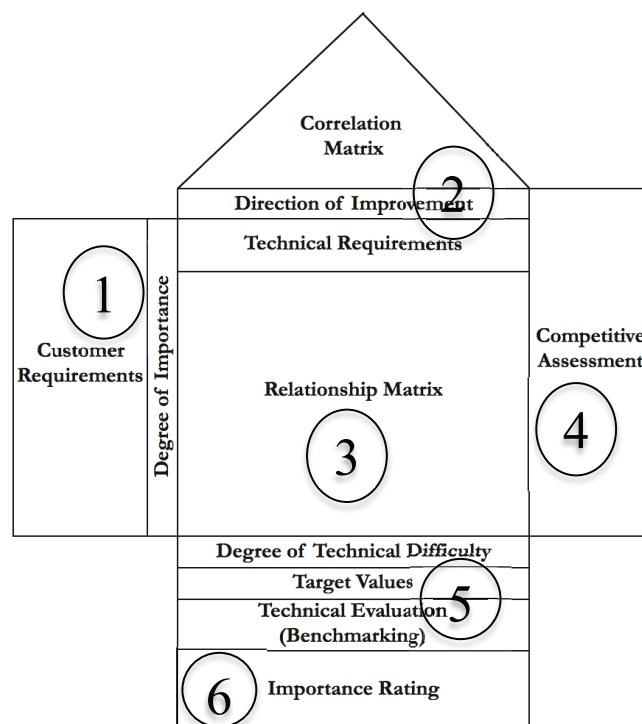 Correlation
Matrix
2
Direction of Improvement
Technical Requirements
1
Customer
Requirements
Degree of Importance
Relationship Matrix
3
Competitive
Assessment
4
Degree of Technical Difficulty
Target Values
5
Technical Evaluation
(Benchmarking)
6
Importance Rating